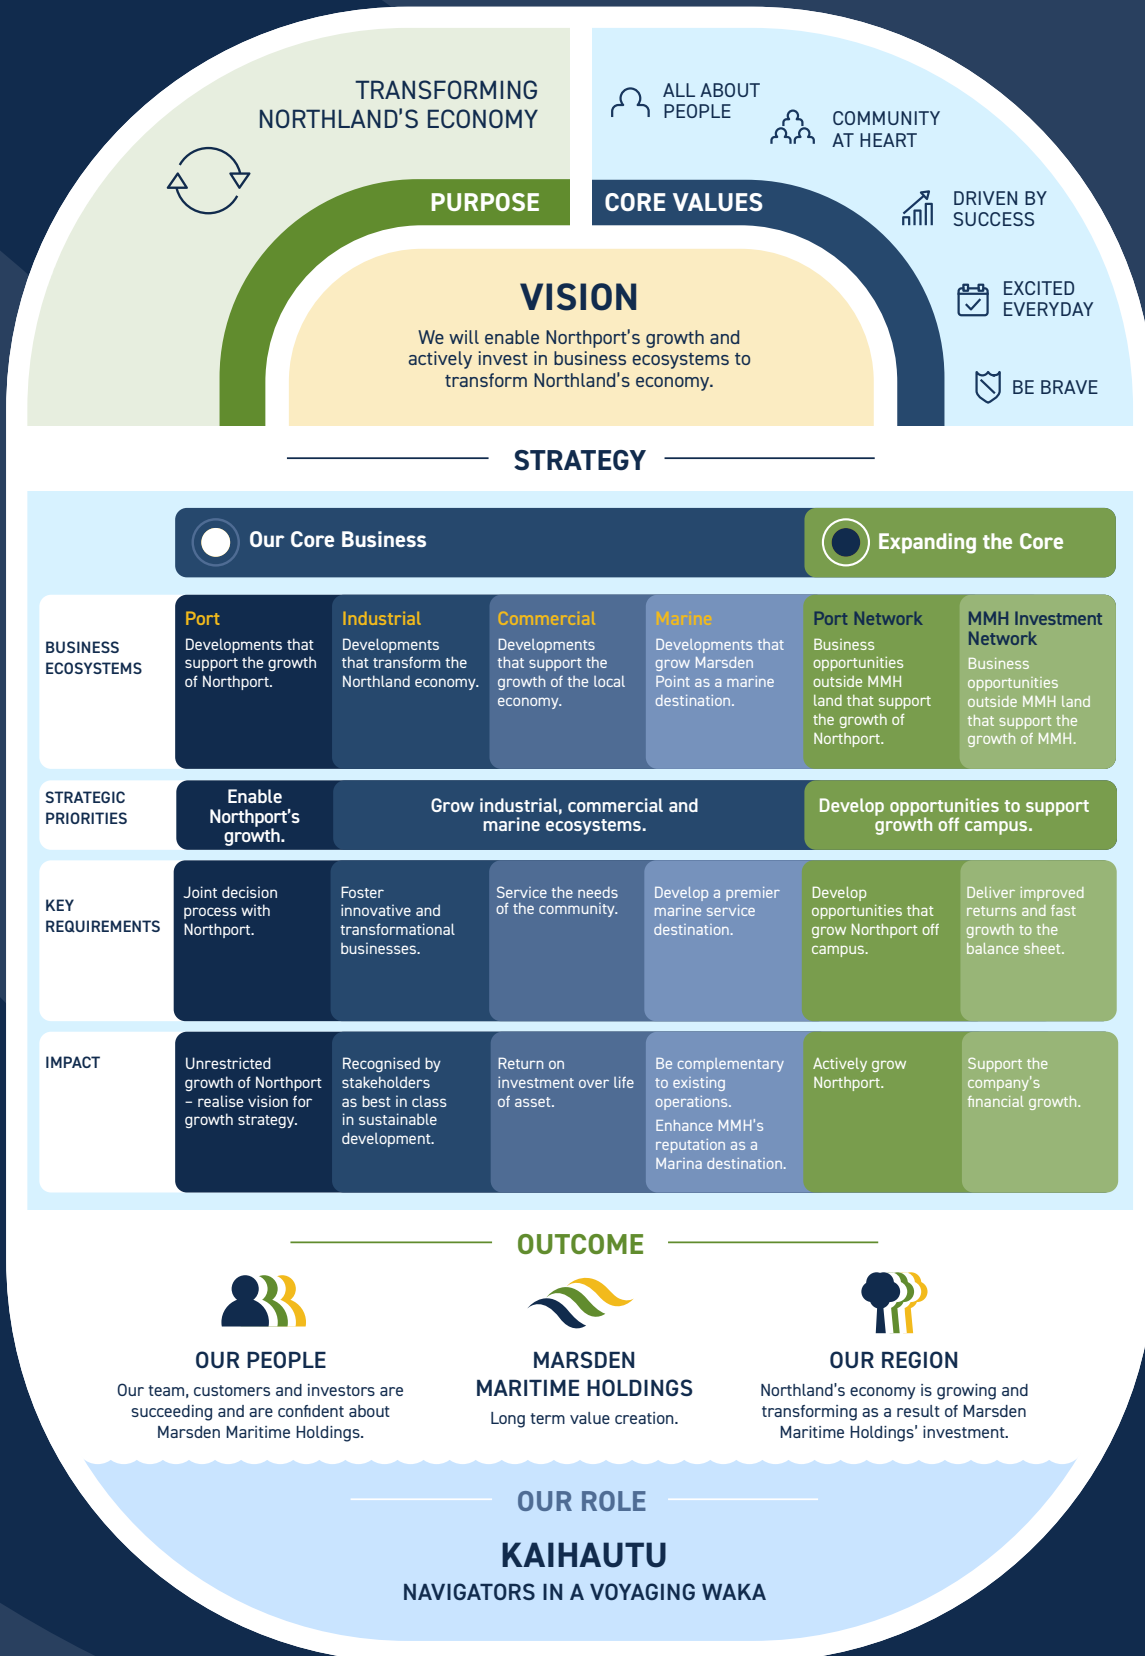 TRANSFORMING
NORTHLAND'S ECONOMY
PURPOSE
ALL ABOUT
PEOPLE
COMMUNITY
AT HEART
DRIVEN BY
SUCCESS
EXCITED
EVERYDAY
BE BRAVE
CORE VALUES
VISION
We will enable Northport's growth and
actively invest in business ecosystems to
transform Northland's economy.
STRATEGY
Our Core Business
Expanding the Core
BUSINESS
ECOSYSTEMS
Port
Developments that
support the growth
of Northport.
Industrial
Developments
that transform the
Northland economy.
Commercial
Developments
that support the
growth of the local
economy.
Marine
Developments that
grow Marsden
Point as a marine
destination.
Port Network
Business
opportunities
outside MMH
land that support
the growth of
Northport.
MMH Investment
Network
Business
opportunities
outside MMH land
that support the
growth of MMH.
STRATEGIC
PRIORITIES
Enable
Northport's
growth.
Grow industrial, commercial and
marine ecosystems.
Develop opportunities to support
growth off campus.
KEY
REQUIREMENTS
Joint decision
process with
Northport.
Foster
innovative and
transformational
businesses.
Service the needs
of the community.
Develop a premier
marine service
destination.
Develop
opportunities that
grow Northport off
campus.
Deliver improved
returns and fast
growth to the
balance sheet.
IMPACT
Unrestricted
growth of Northport
– realise vision for
growth strategy.
Recognised by
stakeholders
as best in class
in sustainable
development.
Return on
investment over life
of asset.
Be complementary
to existing
operations.
Enhance MMH's
reputation as a
Marina destination.
Actively grow
Northport.
Support the
company's
financial growth.
OUTCOME
OUR PEOPLE
Our team, customers and investors are
succeeding and are confident about
Marsden Maritime Holdings.
MARSDEN
MARITIME HOLDINGS
Long term value creation.
OUR REGION
Northland's economy is growing and
transforming as a result of Marsden
Maritime Holdings' investment.
OUR ROLE
KAIHAUTU
NAVIGATORS IN A VOYAGING WAKA